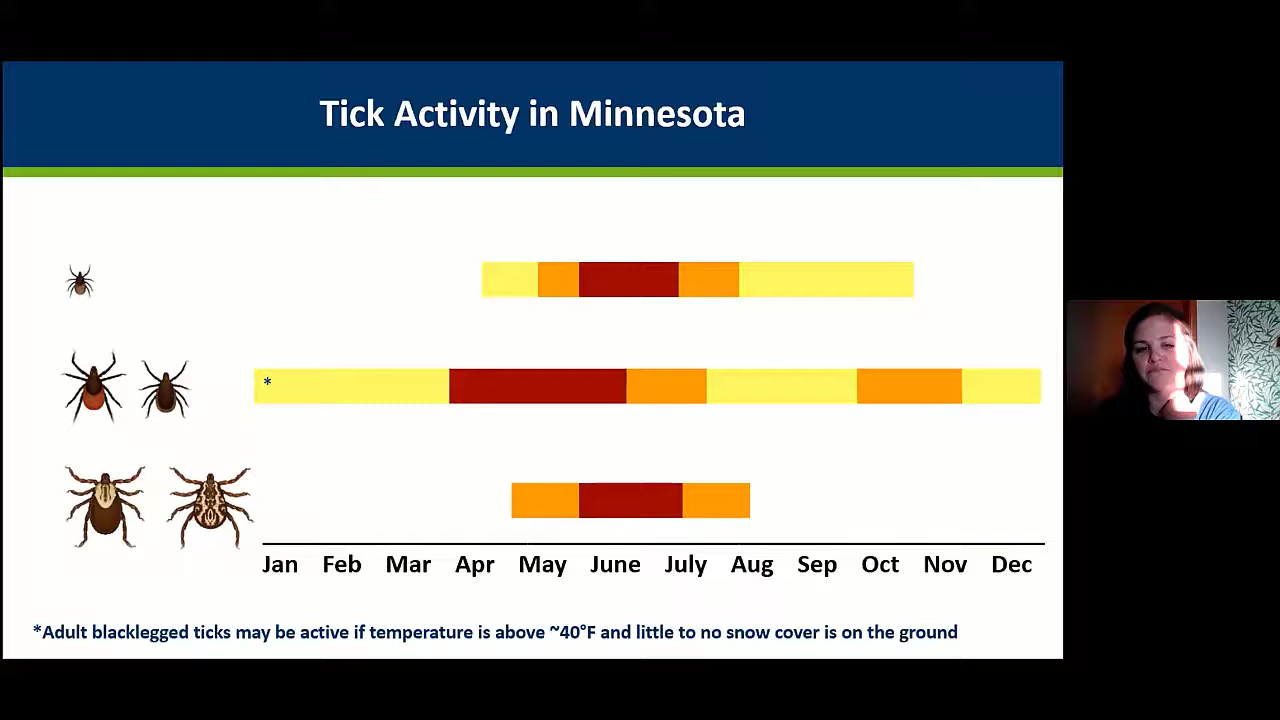 Tick Activity in Minnesota
*
Jan Feb Mar Apr May June July Aug Sep Oct Nov Dec
*Adult blacklegged ticks may be active if temperature is above ~40°F and little to no snow cover is on the ground